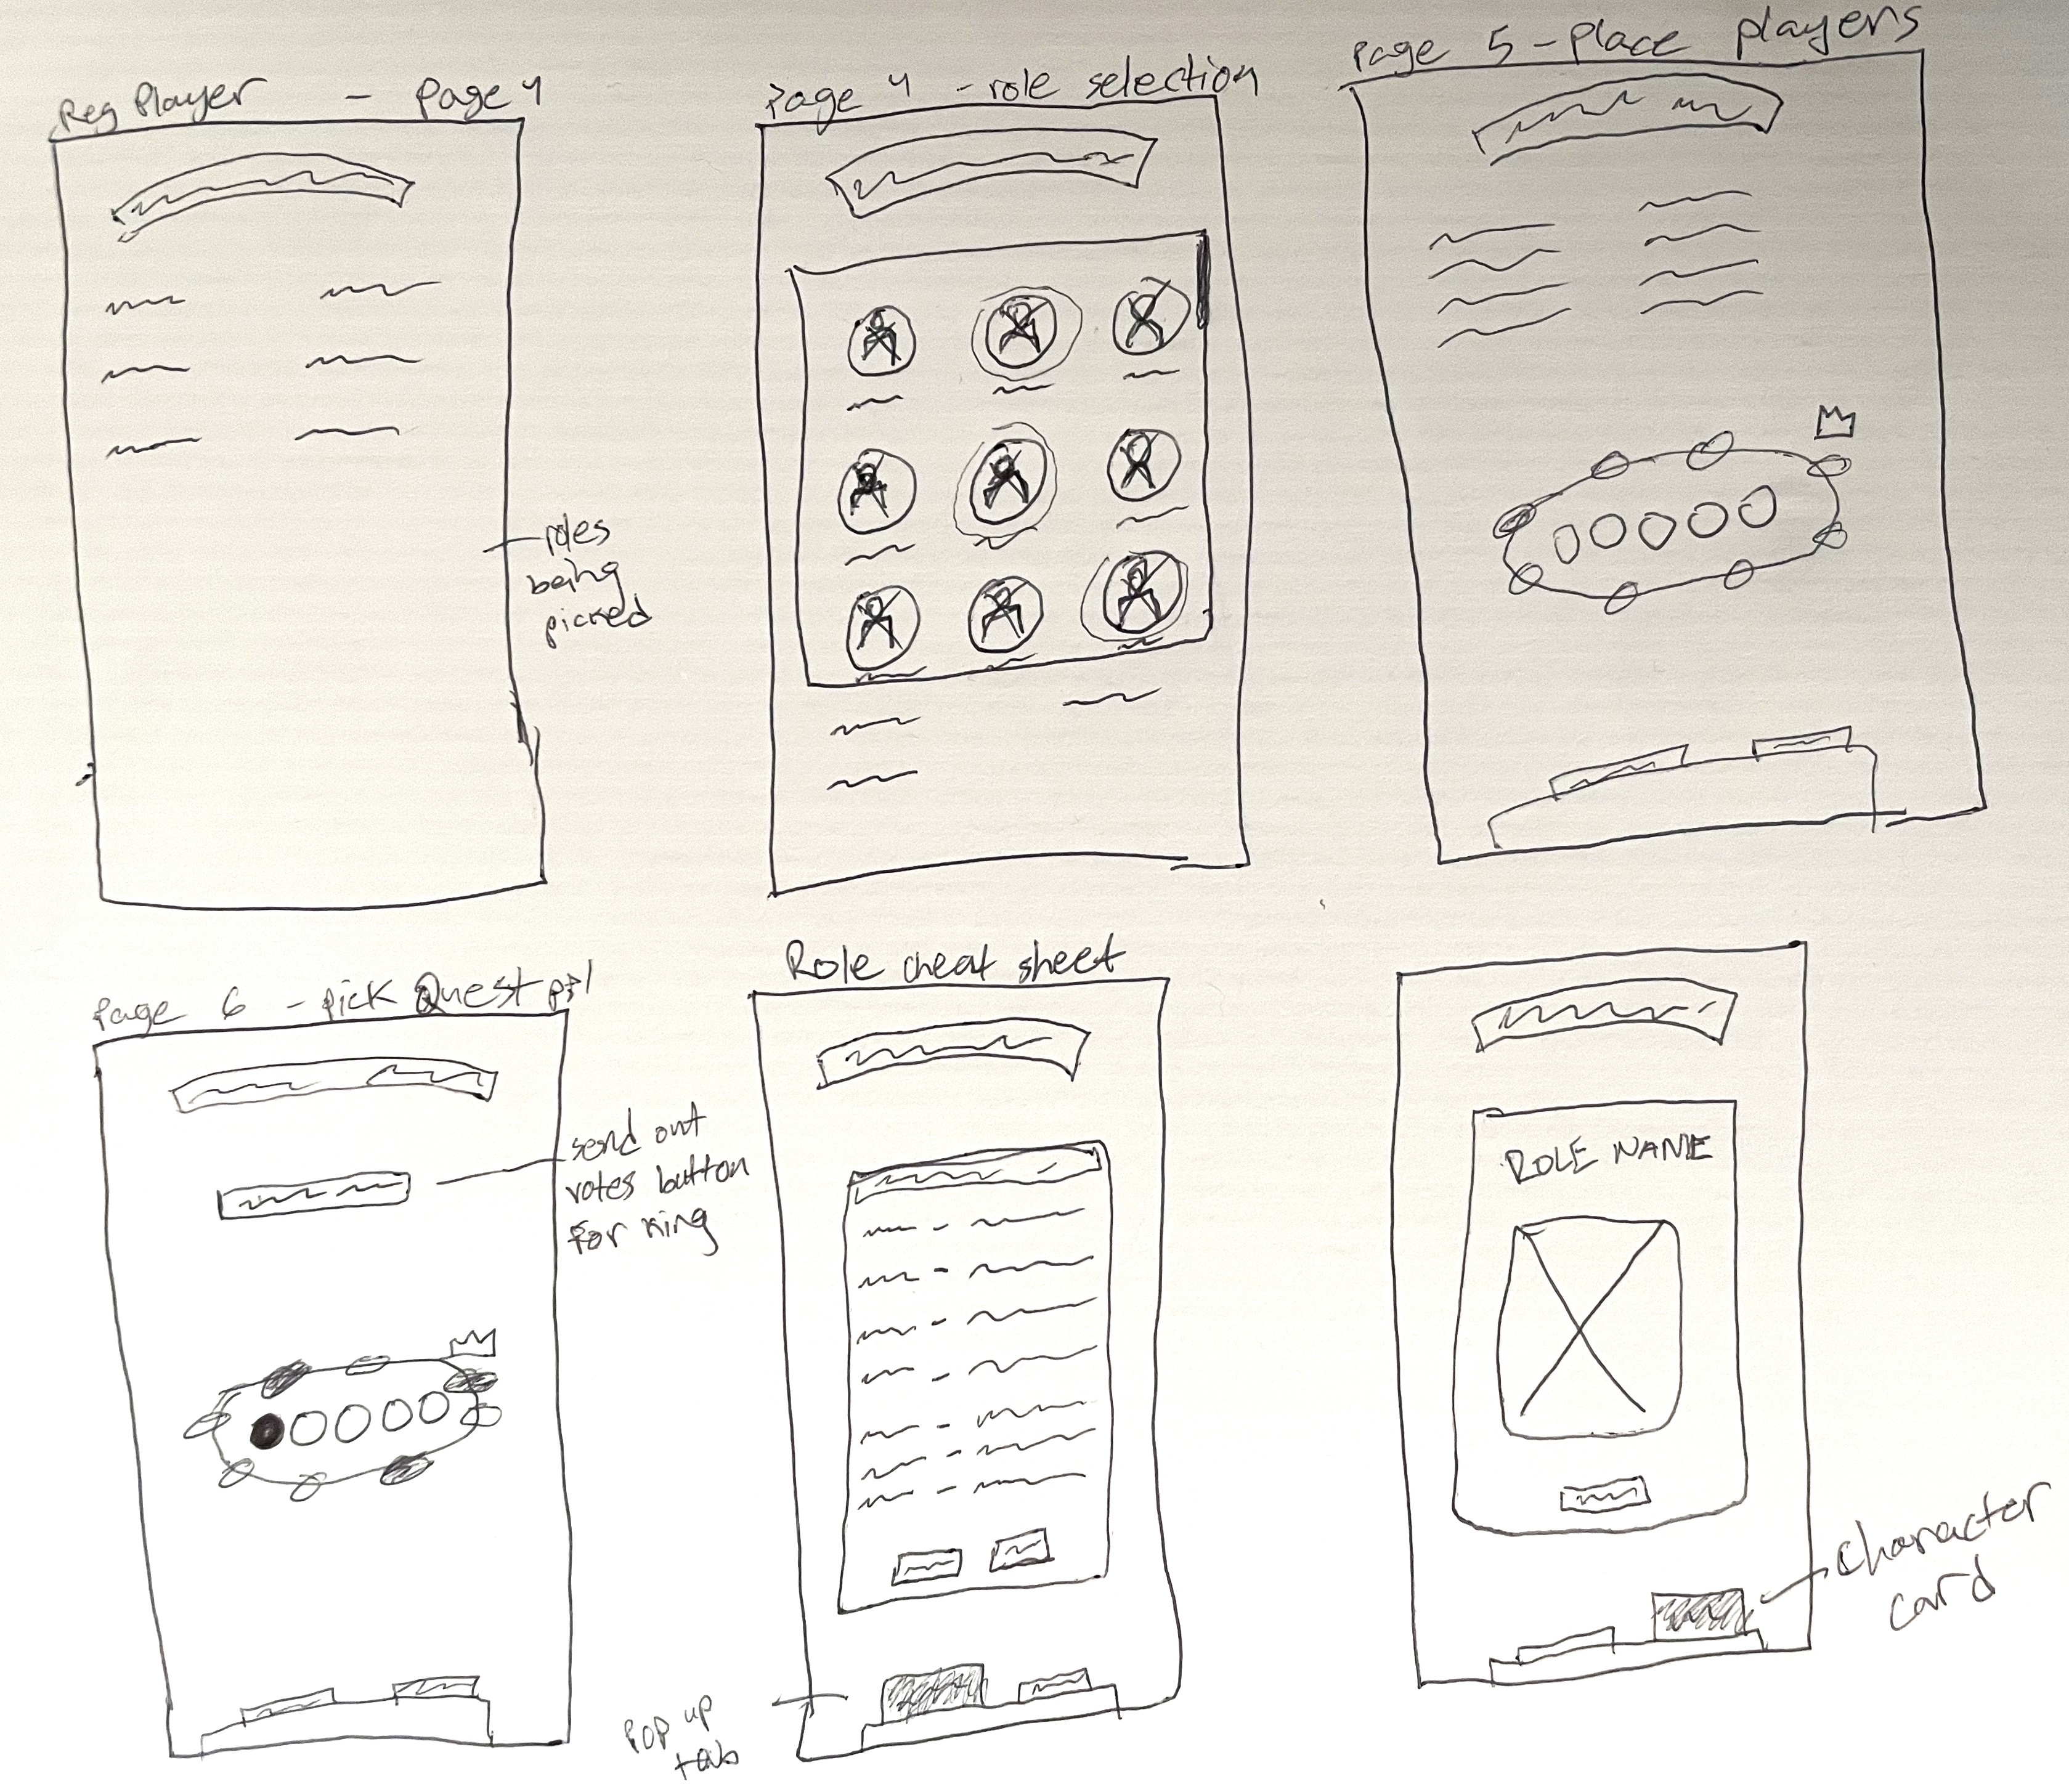 Reg Player - Page 4
roles
being
picked
Page 4 - role selection
Page 5 - Place players
Page 6 - pick Quest ppl
send out
votes button
for king
Role cheat sheet
Pop up
tab
ROLE NAME
character
card